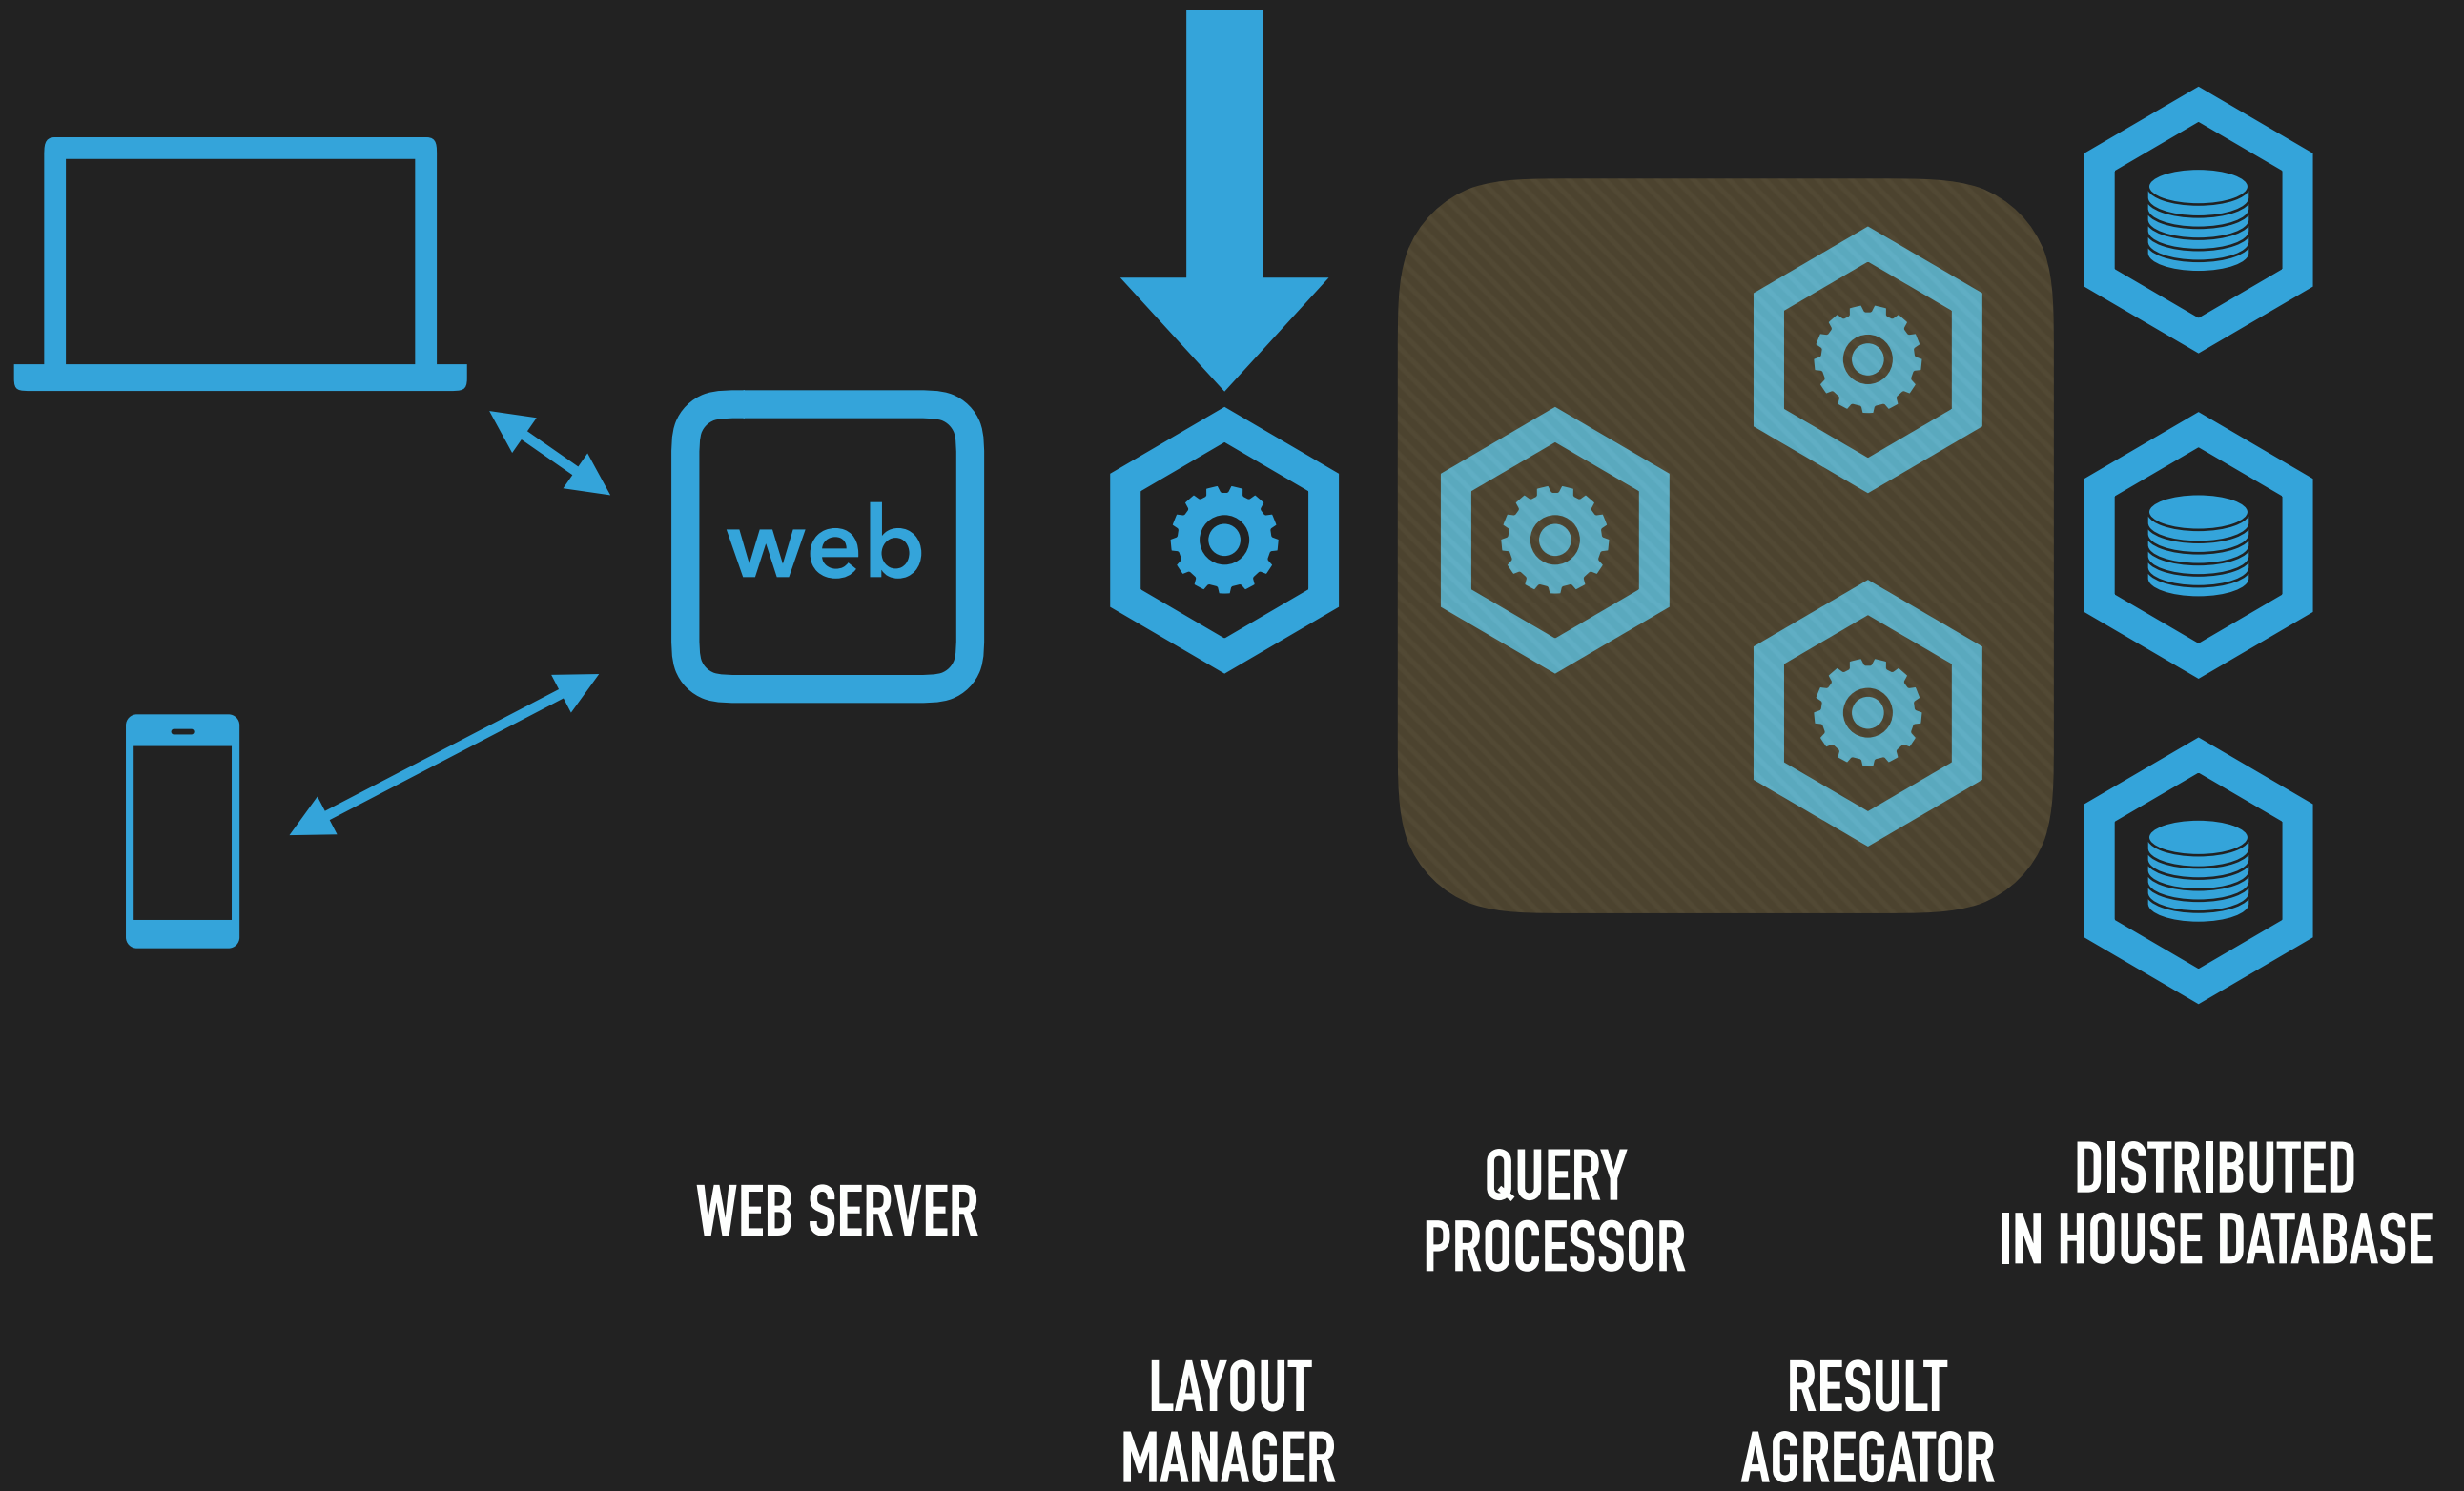 web
WEB SERVER
LAYOUT
MANAGER
QUERY
PROCESSOR
RESULT
AGREGATOR
DISTRIBUTED
IN HOUSE DATABASE